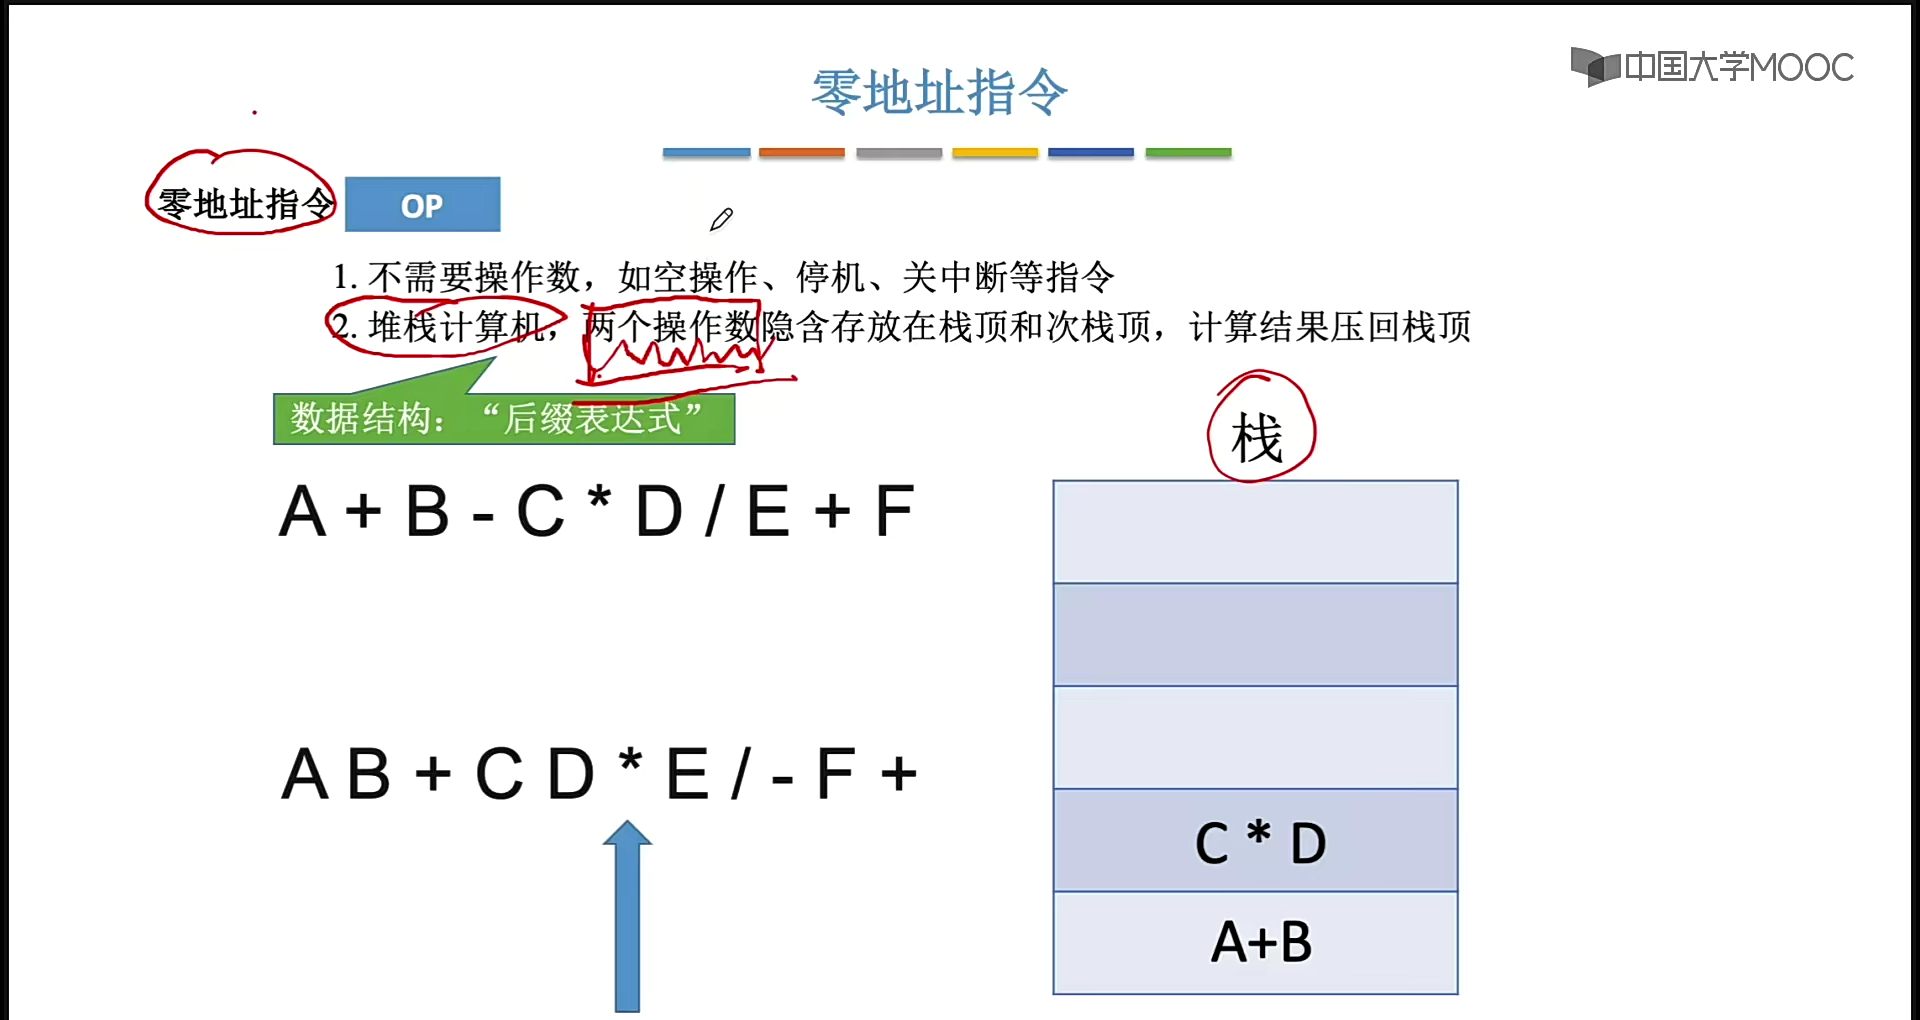 中国大学MOOC
零地址指令
零地址指令 OP
1. 不需要操作数，如空操作、停机、关中断等指令
2. 堆栈计算机，两个操作数隐含存放在栈顶和次栈顶，计算结果压回栈顶
数据结构：“后缀表达式”
栈
A + B - C * D / E + F
A B + C D * E / - F +
C * D
A+B